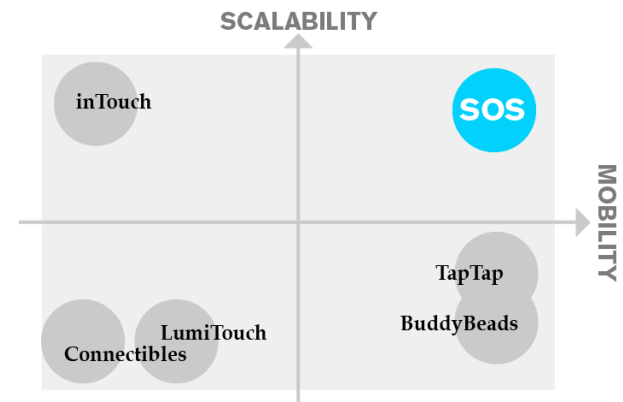 SCALABILITY
inTouch
SOS
MOBILITY
TapTap
BuddyBeads
LumiTouch
Connectibles